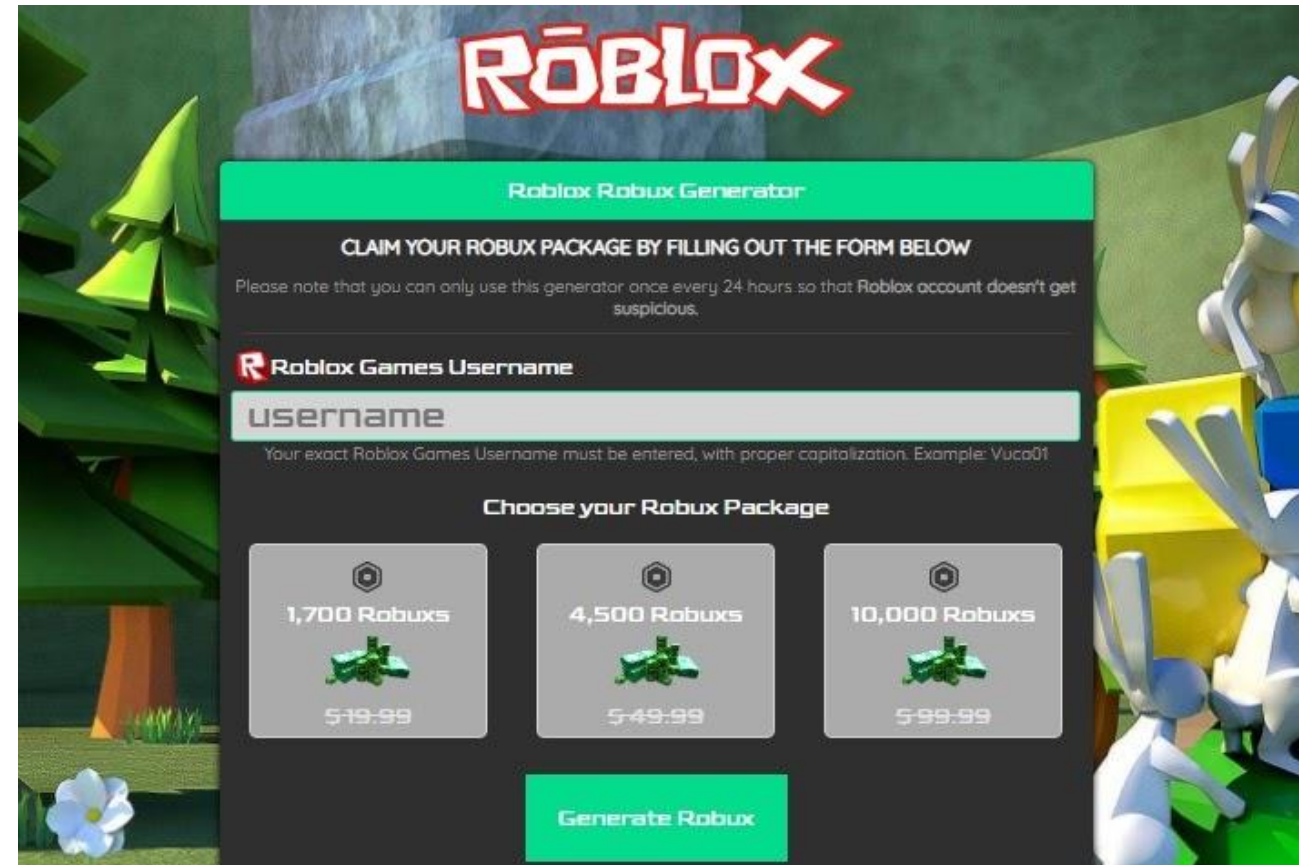 RŌBLOX
Roblox Robux Generator
CLAIM YOUR ROBUX PACKAGE BY FILLING OUT THE FORM BELOW
Please note that you can only use this generator once every 24 hours so that Roblox account doesn't get
suspicious.
R Roblox Games Username
username
Your exact Roblox Games Username must be entered, with proper capitalization. Example: Vuca01
Choose your Robux Package
1,700 Robuxs 4,500 Robuxs 10,000 Robuxs
$ 19.99 $ 49.99 $ 99.99
Generate Robux